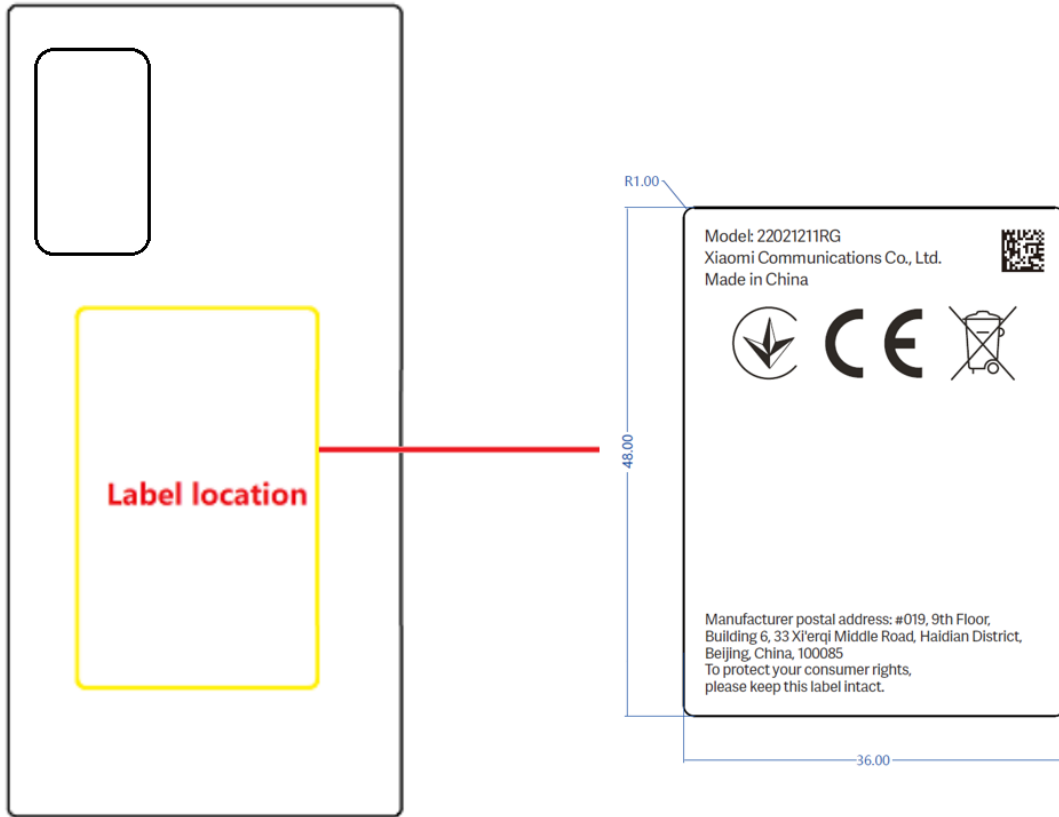 Label location
R1.00
48.00
Model: 22021211RG
Xiaomi Communications Co., Ltd.
Made in China
CE
Manufacturer postal address: #019, 9th Floor,
Building 6, 33 Xi'erqi Middle Road, Haidian District,
Beijing, China, 100085
To protect your consumer rights,
please keep this label intact.
36.00